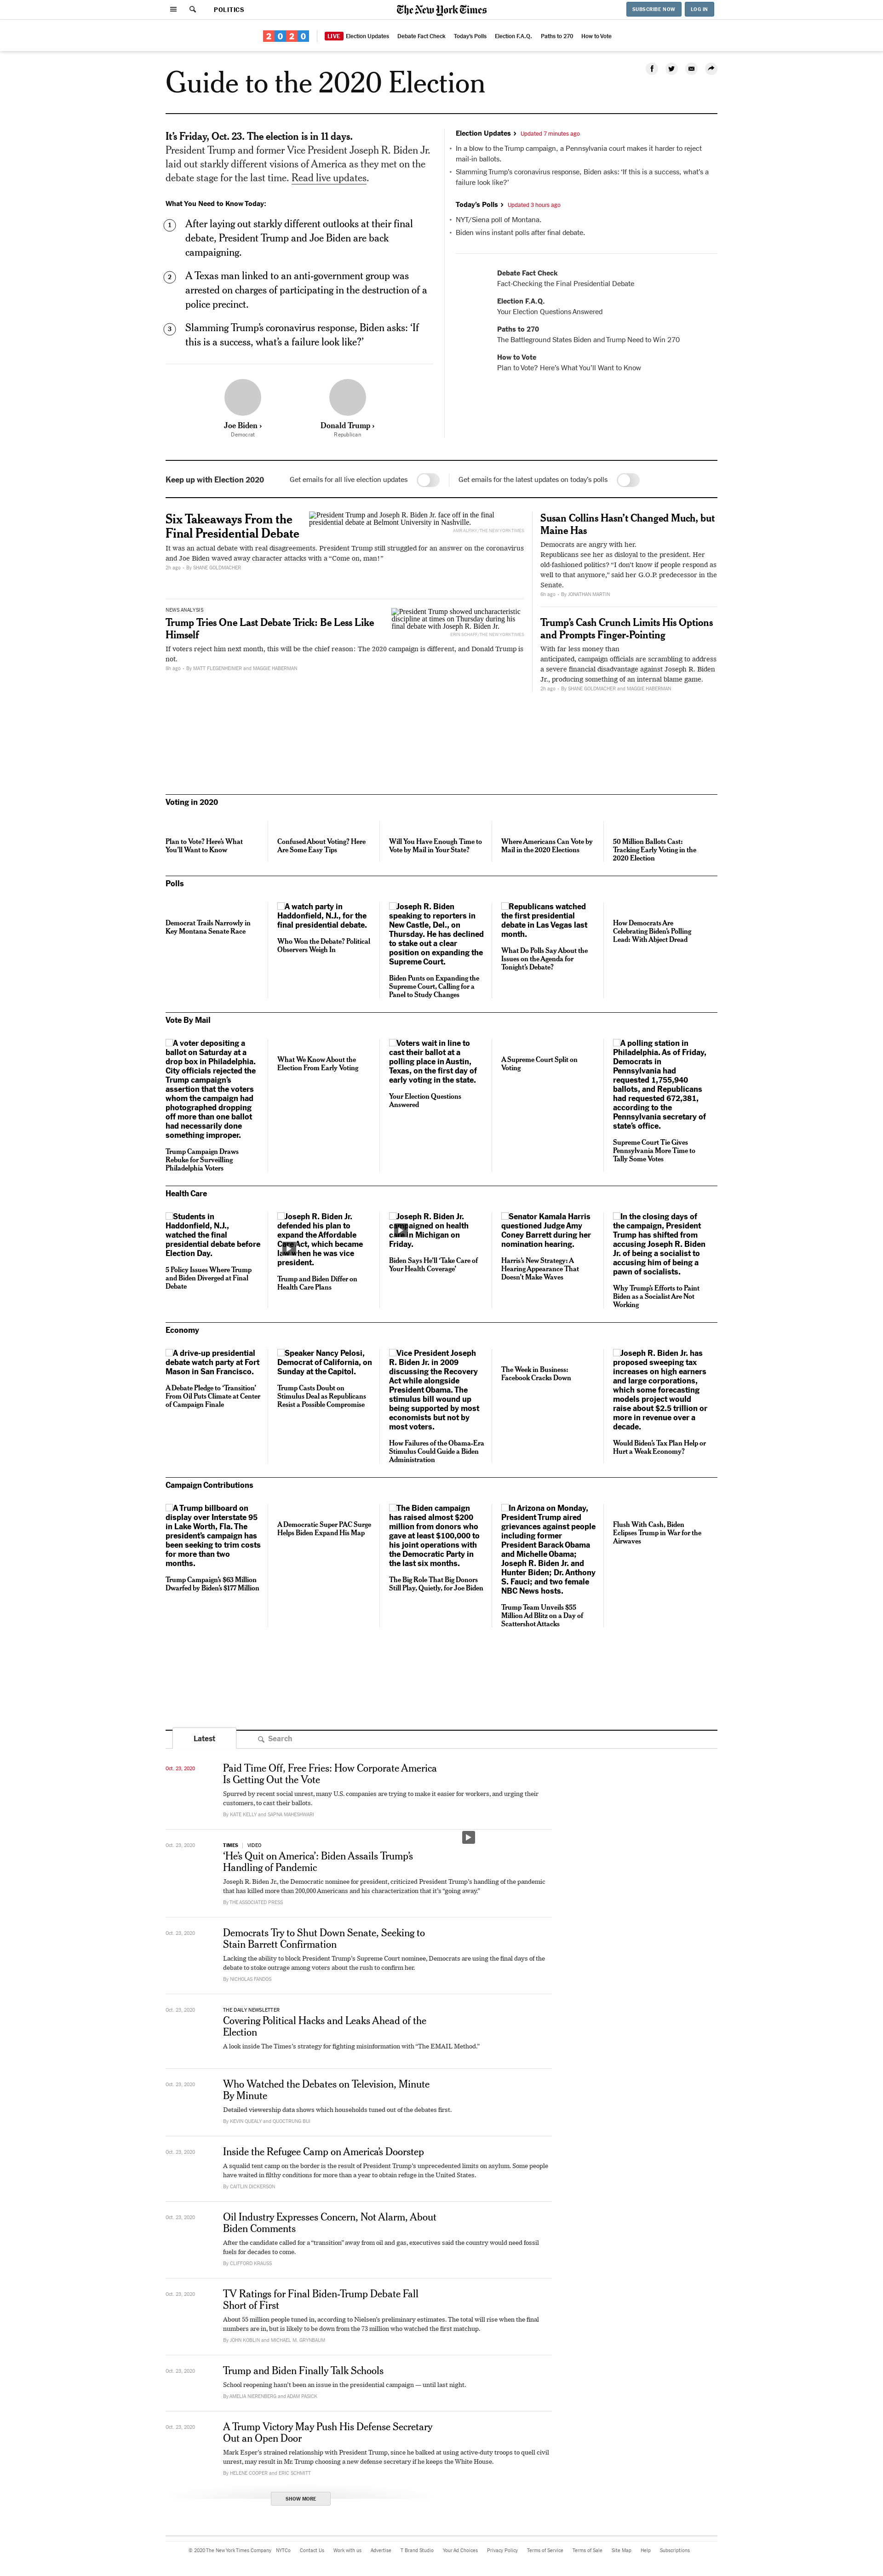 POLITICS
The New York Times
SUBSCRIBE NOW
LOG IN
2020
LIVE Election Updates
Debate Fact Check
Today's Polls
Election F.A.Q.
Paths to 270
How to Vote
Guide to the 2020 Election
It's Friday, Oct. 23. The election is in 11 days.
President Trump and former Vice President Joseph R. Biden Jr.
laid out starkly different visions of America as they met on the
debate stage for the last time. Read live updates.
What You Need to Know Today:
1
After laying out starkly different outlooks at their final
debate, President Trump and Joe Biden are back
campaigning.
2
A Texas man linked to an anti-government group was
arrested on charges of participating in the destruction of a
police precinct.
3
Slamming Trump's coronavirus response, Biden asks: 'If
this is a success, what's a failure look like?'
Joe Biden ›
Democrat
Donald Trump ›
Republican
Election Updates › Updated 7 minutes ago
• In a blow to the Trump campaign, a Pennsylvania court makes it harder to reject
mail-in ballots.
• Slamming Trump's coronavirus response, Biden asks: 'If this is a success, what's a
failure look like?'
Today's Polls › Updated 3 hours ago
• NYT/Siena poll of Montana.
• Biden wins instant polls after final debate.
Debate Fact Check
Fact-Checking the Final Presidential Debate
Election F.A.Q.
Your Election Questions Answered
Paths to 270
The Battleground States Biden and Trump Need to Win 270
How to Vote
Plan to Vote? Here's What You'll Want to Know
Keep up with Election 2020
Get emails for all live election updates
Get emails for the latest updates on today's polls
Six Takeaways From the
Final Presidential Debate
President Trump and Joseph R. Biden Jr. face off in the final
presidential debate at Belmont University in Nashville.
It was an actual debate with real disagreements. President Trump still struggled for an answer on the coronavirus
and Joe Biden waved away character attacks with a "Come on, man!"
2h ago · By SHANE GOLDMACHER
NEWS ANALYSIS
Trump Tries One Last Debate Trick: Be Less Like
Himself
President Trump showed uncharacteristic
discipline at times on Thursday during his
final debate with Joseph R. Biden Jr.
If voters reject him next month, this will be the chief reason: The 2020 campaign is different, and Donald Trump is
not.
8h ago · By MATT FLEGENHEIMER and MAGGIE HABERMAN
Susan Collins Hasn't Changed Much, but
Maine Has
Democrats are angry with her.
Republicans see her as disloyal to the president. Her
old-fashioned politics? "I don't know if people respond as
well to that anymore," said her G.O.P. predecessor in the
Senate.
6h ago · By JONATHAN MARTIN
Trump's Cash Crunch Limits His Options
and Prompts Finger-Pointing
With far less money than
anticipated, campaign officials are scrambling to address
a severe financial disadvantage against Joseph R. Biden
Jr., producing something of an internal blame game.
2h ago · By SHANE GOLDMACHER and MAGGIE HABERMAN
Voting in 2020
Plan to Vote? Here's What
You'll Want to Know
Confused About Voting? Here
Are Some Easy Tips
Will You Have Enough Time to
Vote by Mail in Your State?
Where Americans Can Vote by
Mail in the 2020 Elections
50 Million Ballots Cast:
Tracking Early Voting in the
2020 Election
Polls
Democrat Trails Narrowly in
Key Montana Senate Race
A watch party in
Haddonfield, N.J., for the
final presidential debate.
Who Won the Debate? Political
Observers Weigh In
Joseph R. Biden
speaking to reporters in
New Castle, Del., on
Thursday. He has declined
to stake out a clear
position on expanding the
Supreme Court.
Biden Punts on Expanding the
Supreme Court, Calling for a
Panel to Study Changes
Republicans watched
the first presidential
debate in Las Vegas last
month.
What Do Polls Say About the
Issues on the Agenda for
Tonight's Debate?
How Democrats Are
Celebrating Biden's Polling
Lead: With Abject Dread
Vote By Mail
A voter depositing a
ballot on Saturday at a
drop box in Philadelphia.
City officials rejected the
Trump campaign's
assertion that the voters
whom the campaign had
photographed dropping
off more than one ballot
had necessarily done
something improper.
Trump Campaign Draws
Rebuke for Surveilling
Philadelphia Voters
What We Know About the
Election From Early Voting
Voters wait in line to
cast their ballot at a
polling place in Austin,
Texas, on the first day of
early voting in the state.
Your Election Questions
Answered
A Supreme Court Split on
Voting
A polling station in
Philadelphia. As of Friday,
Democrats in
Pennsylvania had
requested 1,755,940
ballots, and Republicans
had requested 672,381,
according to the
Pennsylvania secretary of
state's office.
Supreme Court Tie Gives
Pennsylvania More Time to
Tally Some Votes
Health Care
Students in
Haddonfield, N.J.,
watched the final
presidential debate before
Election Day.
5 Policy Issues Where Trump
and Biden Diverged at Final
Debate
Joseph R. Biden Jr.
defended his plan to
expand the Affordable
Act, which became
when he was vice
president.
Trump and Biden Differ on
Health Care Plans
Joseph R. Biden Jr.
campaigned on health
in Michigan on
Friday.
Biden Says He'll 'Take Care of
Your Health Coverage'
Senator Kamala Harris
questioned Judge Amy
Coney Barrett during her
nomination hearing.
Harris's New Strategy: A
Hearing Appearance That
Doesn't Make Waves
In the closing days of
the campaign, President
Trump has shifted from
accusing Joseph R. Biden
Jr. of being a socialist to
accusing him of being a
pawn of socialists.
Why Trump's Efforts to Paint
Biden as a Socialist Are Not
Working
Economy
A drive-up presidential
debate watch party at Fort
Mason in San Francisco.
A Debate Pledge to 'Transition'
From Oil Puts Climate at Center
of Campaign Finale
Speaker Nancy Pelosi,
Democrat of California, on
Sunday at the Capitol.
Trump Casts Doubt on
Stimulus Deal as Republicans
Resist a Possible Compromise
Vice President Joseph
R. Biden Jr. in 2009
discussing the Recovery
Act while alongside
President Obama. The
stimulus bill wound up
being supported by most
economists but not by
most voters.
How Failures of the Obama-Era
Stimulus Could Guide a Biden
Administration
The Week in Business:
Facebook Cracks Down
Joseph R. Biden Jr. has
proposed sweeping tax
increases on high earners
and large corporations,
which some forecasting
models project would
raise about $2.5 trillion or
more in revenue over a
decade.
Would Biden's Tax Plan Help or
Hurt a Weak Economy?
Campaign Contributions
A Trump billboard on
display over Interstate 95
in Lake Worth, Fla. The
president's campaign has
been seeking to trim costs
for more than two
months.
Trump Campaign's $63 Million
Dwarfed by Biden's $177 Million
A Democratic Super PAC Surge
Helps Biden Expand His Map
The Biden campaign
has raised almost $200
million from donors who
gave at least $100,000 to
his joint operations with
the Democratic Party in
the last six months.
The Big Role That Big Donors
Still Play, Quietly, for Joe Biden
In Arizona on Monday,
President Trump aired
grievances against people
including former
President Barack Obama
and Michelle Obama;
Joseph R. Biden Jr. and
Hunter Biden; Dr. Anthony
S. Fauci; and two female
NBC News hosts.
Trump Team Unveils $55
Million Ad Blitz on a Day of
Scattershot Attacks
Flush With Cash, Biden
Eclipses Trump in War for the
Airwaves
Latest
Search
Oct. 23, 2020
Paid Time Off, Free Fries: How Corporate America
Is Getting Out the Vote
Spurred by recent social unrest, many U.S. companies are trying to make it easier for workers, and urging their
customers, to cast their ballots.
By KATE KELLY and SAPNA MAHESHWARI
Oct. 23, 2020
TIMES | VIDEO
'He's Quit on America': Biden Assails Trump's
Handling of Pandemic
Joseph R. Biden Jr., the Democratic nominee for president, criticized President Trump's handling of the pandemic
that has killed more than 200,000 Americans and his characterization that it's "going away."
By THE ASSOCIATED PRESS
Oct. 23, 2020
Democrats Try to Shut Down Senate, Seeking to
Stain Barrett Confirmation
Lacking the ability to block President Trump's Supreme Court nominee, Democrats are using the final days of the
debate to stoke outrage among voters about the rush to confirm her.
By NICHOLAS FANDOS
Oct. 23, 2020
THE DAILY NEWSLETTER
Covering Political Hacks and Leaks Ahead of the
Election
A look inside The Times's strategy for fighting misinformation with "The EMAIL Method."
Oct. 23, 2020
Who Watched the Debates on Television, Minute
By Minute
Detailed viewership data shows which households tuned out of the debates first.
By KEVIN QUEALY and QUOCTRUNG BUI
Oct. 23, 2020
Inside the Refugee Camp on America's Doorstep
A squalid tent camp on the border is the result of President Trump's unprecedented limits on asylum. Some people
have waited in filthy conditions for more than a year to obtain refuge in the United States.
By CAITLIN DICKERSON
Oct. 23, 2020
Oil Industry Expresses Concern, Not Alarm, About
Biden Comments
After the candidate called for a "transition" away from oil and gas, executives said the country would need fossil
fuels for decades to come.
By CLIFFORD KRAUSS
Oct. 23, 2020
TV Ratings for Final Biden-Trump Debate Fall
Short of First
About 55 million people tuned in, according to Nielsen's preliminary estimates. The total will rise when the final
numbers are in, but is likely to be down from the 73 million who watched the first matchup.
By JOHN KOBLIN and MICHAEL M. GRYNBAUM
Oct. 23, 2020
Trump and Biden Finally Talk Schools
School reopening hasn't been an issue in the presidential campaign — until last night.
By AMELIA NIERENBERG and ADAM PASICK
Oct. 23, 2020
A Trump Victory May Push His Defense Secretary
Out an Open Door
Mark Esper's strained relationship with President Trump, since he balked at using active-duty troops to quell civil
unrest, may result in Mr. Trump choosing a new defense secretary if he keeps the White House.
By HELENE COOPER and ERIC SCHMITT
SHOW MORE
© 2020 The New York Times Company
NYTCo
Contact Us
Work with us
Advertise
T Brand Studio
Your Ad Choices
Privacy Policy
Terms of Service
Terms of Sale
Site Map
Help
Subscriptions